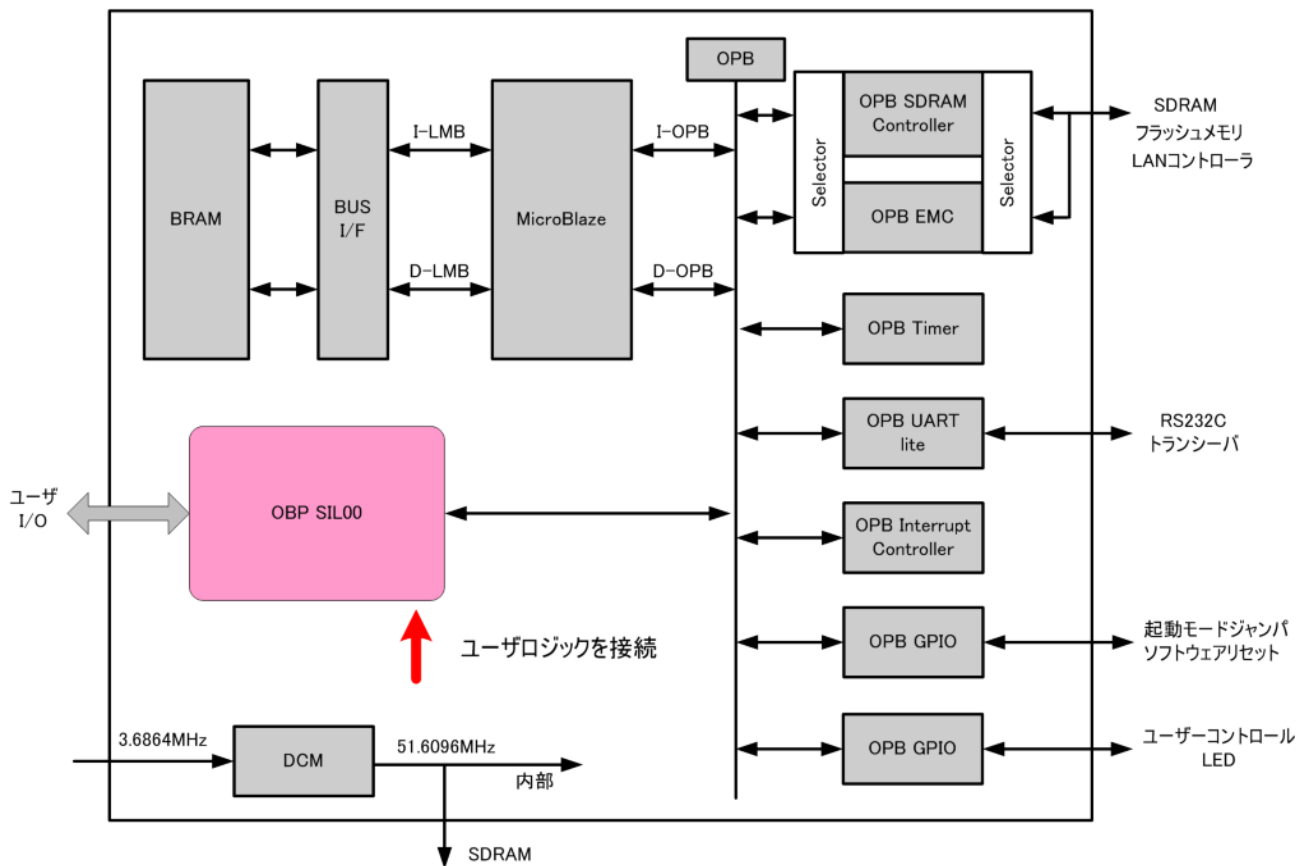 OPB
BRAM
BUS
I/F
I-LMB
D-LMB
MicroBlaze
I-OPB
D-OPB
Selector
OPB SDRAM
Controller
OPB EMC
Selector
SDRAM
フラッシュメモリ
LANコントローラ
OPB Timer
OPB UART
lite
RS232C
トランシーバ
ユーザ
I/O
OBP SIL00
OPB Interrupt
Controller
ユーザロジックを接続
OPB GPIO
起動モードジャンパ
ソフトウェアリセット
3.6864MHz
DCM
51.6096MHz
内部
SDRAM
OPB GPIO
ユーザーコントロール
LED